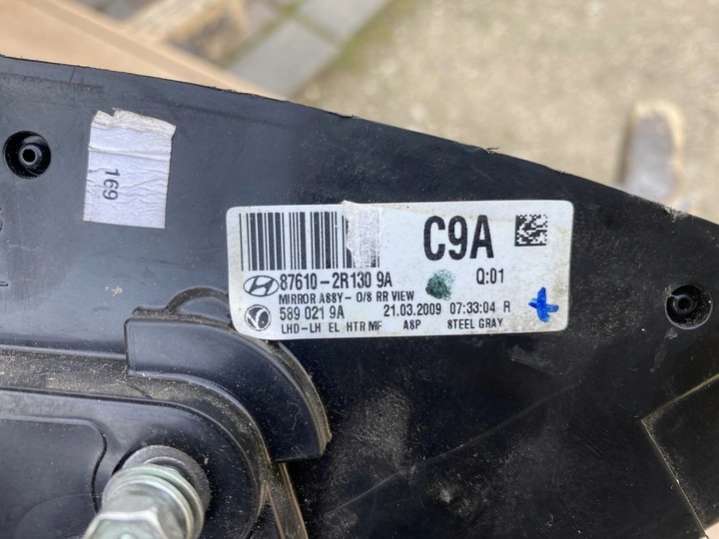 169
C9A
87610-2R130 9A
Q:01
MIRROR ASSY- O/S RR VIEW
589 021 9A 21.03.2009 07:33:04 R
LHD-LH EL HTR MF ASP STEEL GRAY